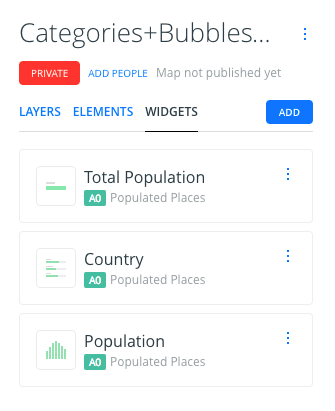 Categories+Bubbles...
PRIVATE ADD PEOPLE Map not published yet
LAYERS ELEMENTS WIDGETS ADD
Total Population
A0 Populated Places
Country
A0 Populated Places
Population
A0 Populated Places